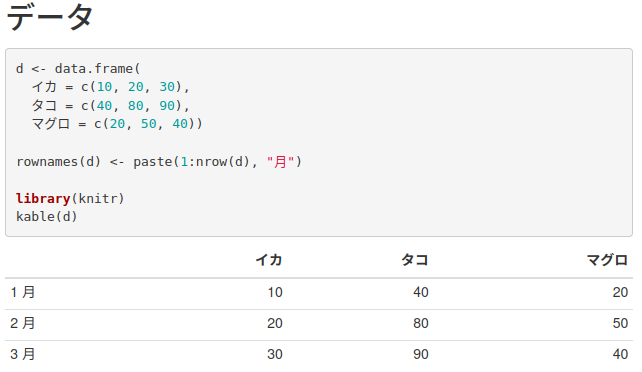 データ
d <- data.frame(
  イカ = c(10, 20, 30),
  タコ = c(40, 80, 90),
  マグロ = c(20, 50, 40))
rownames(d) <- paste(1:nrow(d), "月")
library(knitr)
kable(d)
イカ タコ マグロ
1 月 10 40 20
2 月 20 80 50
3 月 30 90 40